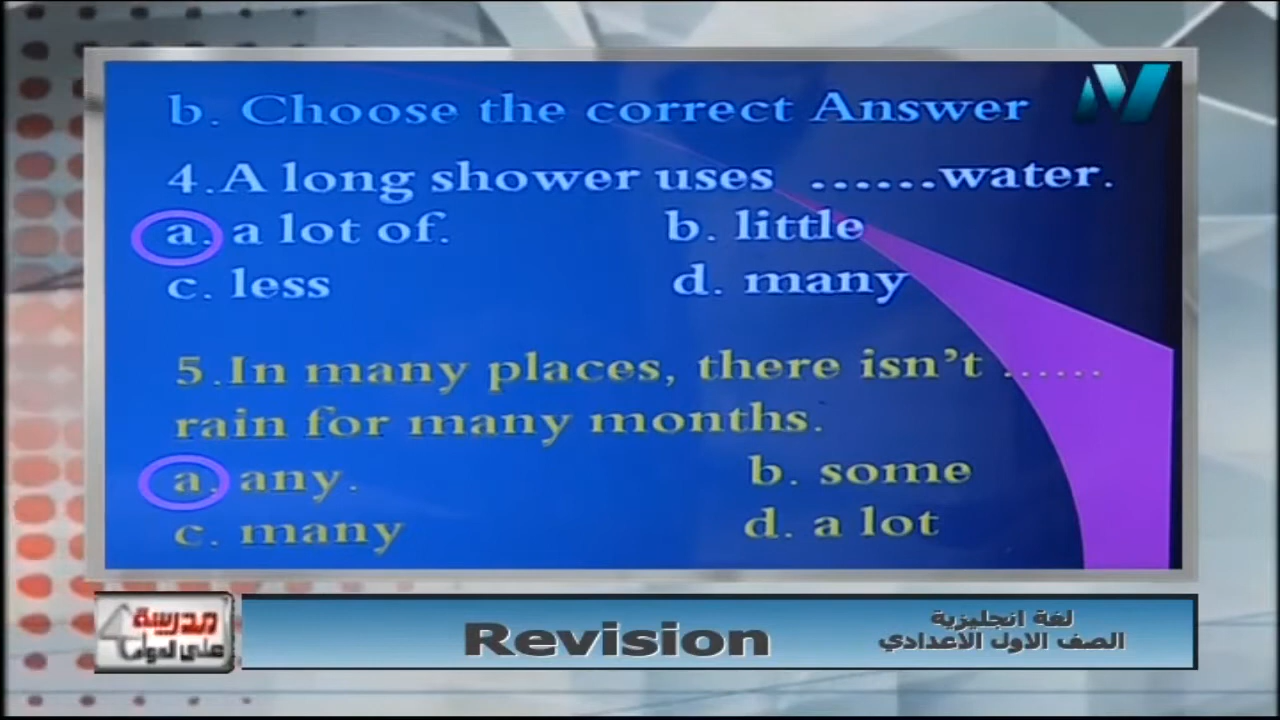 b. Choose the correct Answer
4.A long shower uses ......water.
a. a lot of. b. little
c. less d. many
5.In many places, there isn't ......
rain for many months.
a. any. b. some
c. many d. a lot
مدرسة
على الهواء
Revision
لغة انجليزية
الصف الاول الاعدادي